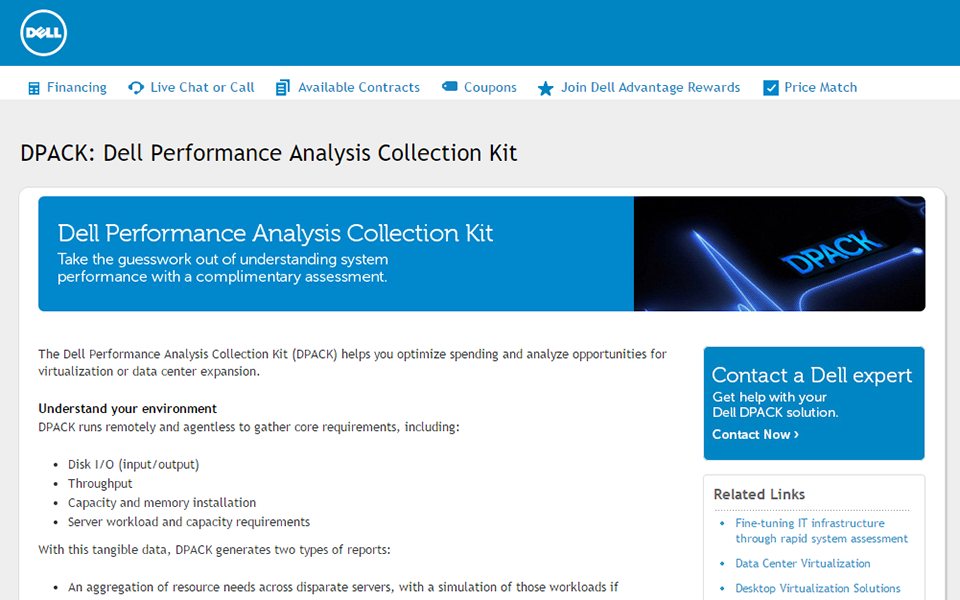 DELL
Financing
Live Chat or Call
Available Contracts
Coupons
Join Dell Advantage Rewards
Price Match
DPACK: Dell Performance Analysis Collection Kit
Dell Performance Analysis Collection Kit
Take the guesswork out of understanding system
performance with a complimentary assessment.
DPACK
The Dell Performance Analysis Collection Kit (DPACK) helps you optimize spending and analyze opportunities for
virtualization or data center expansion.
Understand your environment
DPACK runs remotely and agentless to gather core requirements, including:
• Disk I/O (input/output)
• Throughput
• Capacity and memory installation
• Server workload and capacity requirements
With this tangible data, DPACK generates two types of reports:
• An aggregation of resource needs across disparate servers, with a simulation of those workloads if
Contact a Dell expert
Get help with your
Dell DPACK solution.
Contact Now ›
Related Links
• Fine-tuning IT infrastructure
through rapid system assessment
• Data Center Virtualization
• Desktop Virtualization Solutions